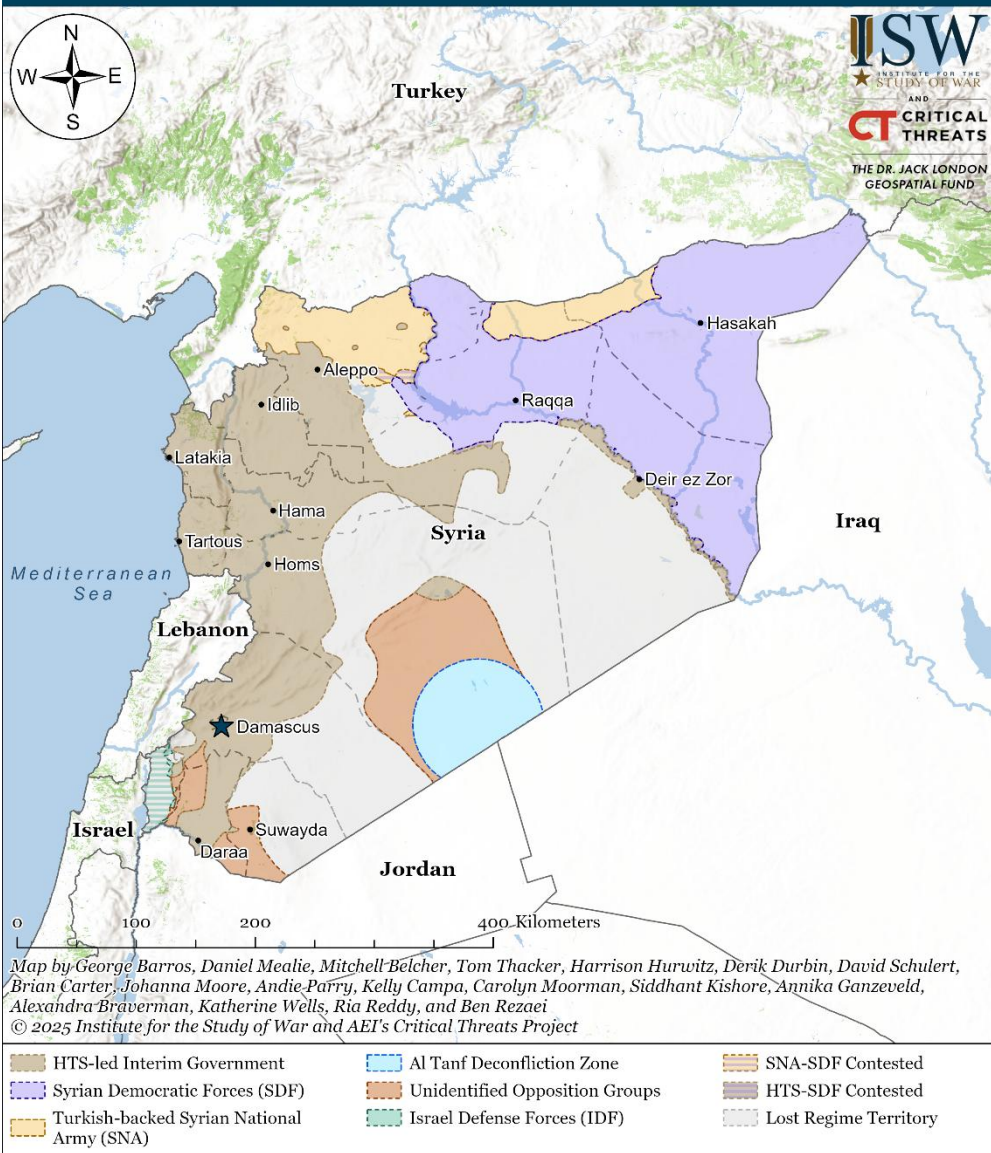 N
W
E
S
ISW
INSTITUTE FOR THE
STUDY OF WAR
AND
CT CRITICAL
THREATS
THE DR. JACK LONDON
GEOSPATIAL FUND
Turkey
Hasakah
Aleppo
Idlib
Raqqa
Latakia
Deir ez Zor
Hama
Syria
Iraq
Tartous
Homs
Mediterranean
Sea
Lebanon
Damascus
Israel
Suwayda
Daraa
Jordan
0 100 200 400 Kilometers
Map by George Barros, Daniel Mealie, Mitchell Belcher, Tom Thacker, Harrison Hurwitz, Derik Durbin, David Schulert,
Brian Carter, Johanna Moore, Andie Parry, Kelly Campa, Carolyn Moorman, Siddhant Kishore, Annika Ganzeveld,
Alexandra Braverman, Katherine Wells, Ria Reddy, and Ben Rezaei
© 2025 Institute for the Study of War and AEI's Critical Threats Project
HTS-led Interim Government
Syrian Democratic Forces (SDF)
Turkish-backed Syrian National
Army (SNA)
Al Tanf Deconfliction Zone
Unidentified Opposition Groups
Israel Defense Forces (IDF)
SNA-SDF Contested
HTS-SDF Contested
Lost Regime Territory